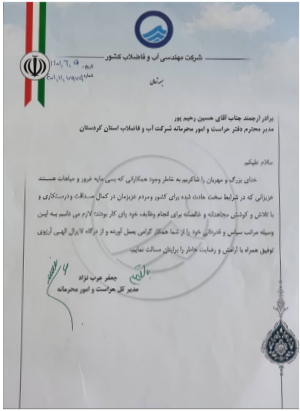 شرکت مهندسی آب و فاضلاب کشور
بسمه تعالی
برادر ارجمند جناب آقای حسین رحیم پور
مدیر محترم دفتر حراست و امور محرمانه شرکت آب و فاضلاب استان کردستان
سلام علیکم
خدای بزرگ و مهربان را شاکریم به خاطر وجود همکارانی که بسی مایه غرور و مباهات هستند
عزیزانی که در شرایط سخت حادث شده برای کشور و مردم عزیزمان در کمال صداقت و درستکاری و
با تلاش و کوشش مجاهدانه و خالصانه برای انجام وظایف خود پای کار بودند؛ لازم می دانیم بدین
وسیله مراتب سپاس و قدردانی خود را از شما همکار گرامی بعمل آورده و از درگاه لایزال الهی آرزوی
توفیق همراه با آرامش و رضایت خاطر را برایتان مسالت نمایم.
جعفر عرب نژاد
مدیر کل حراست و امور محرمانه